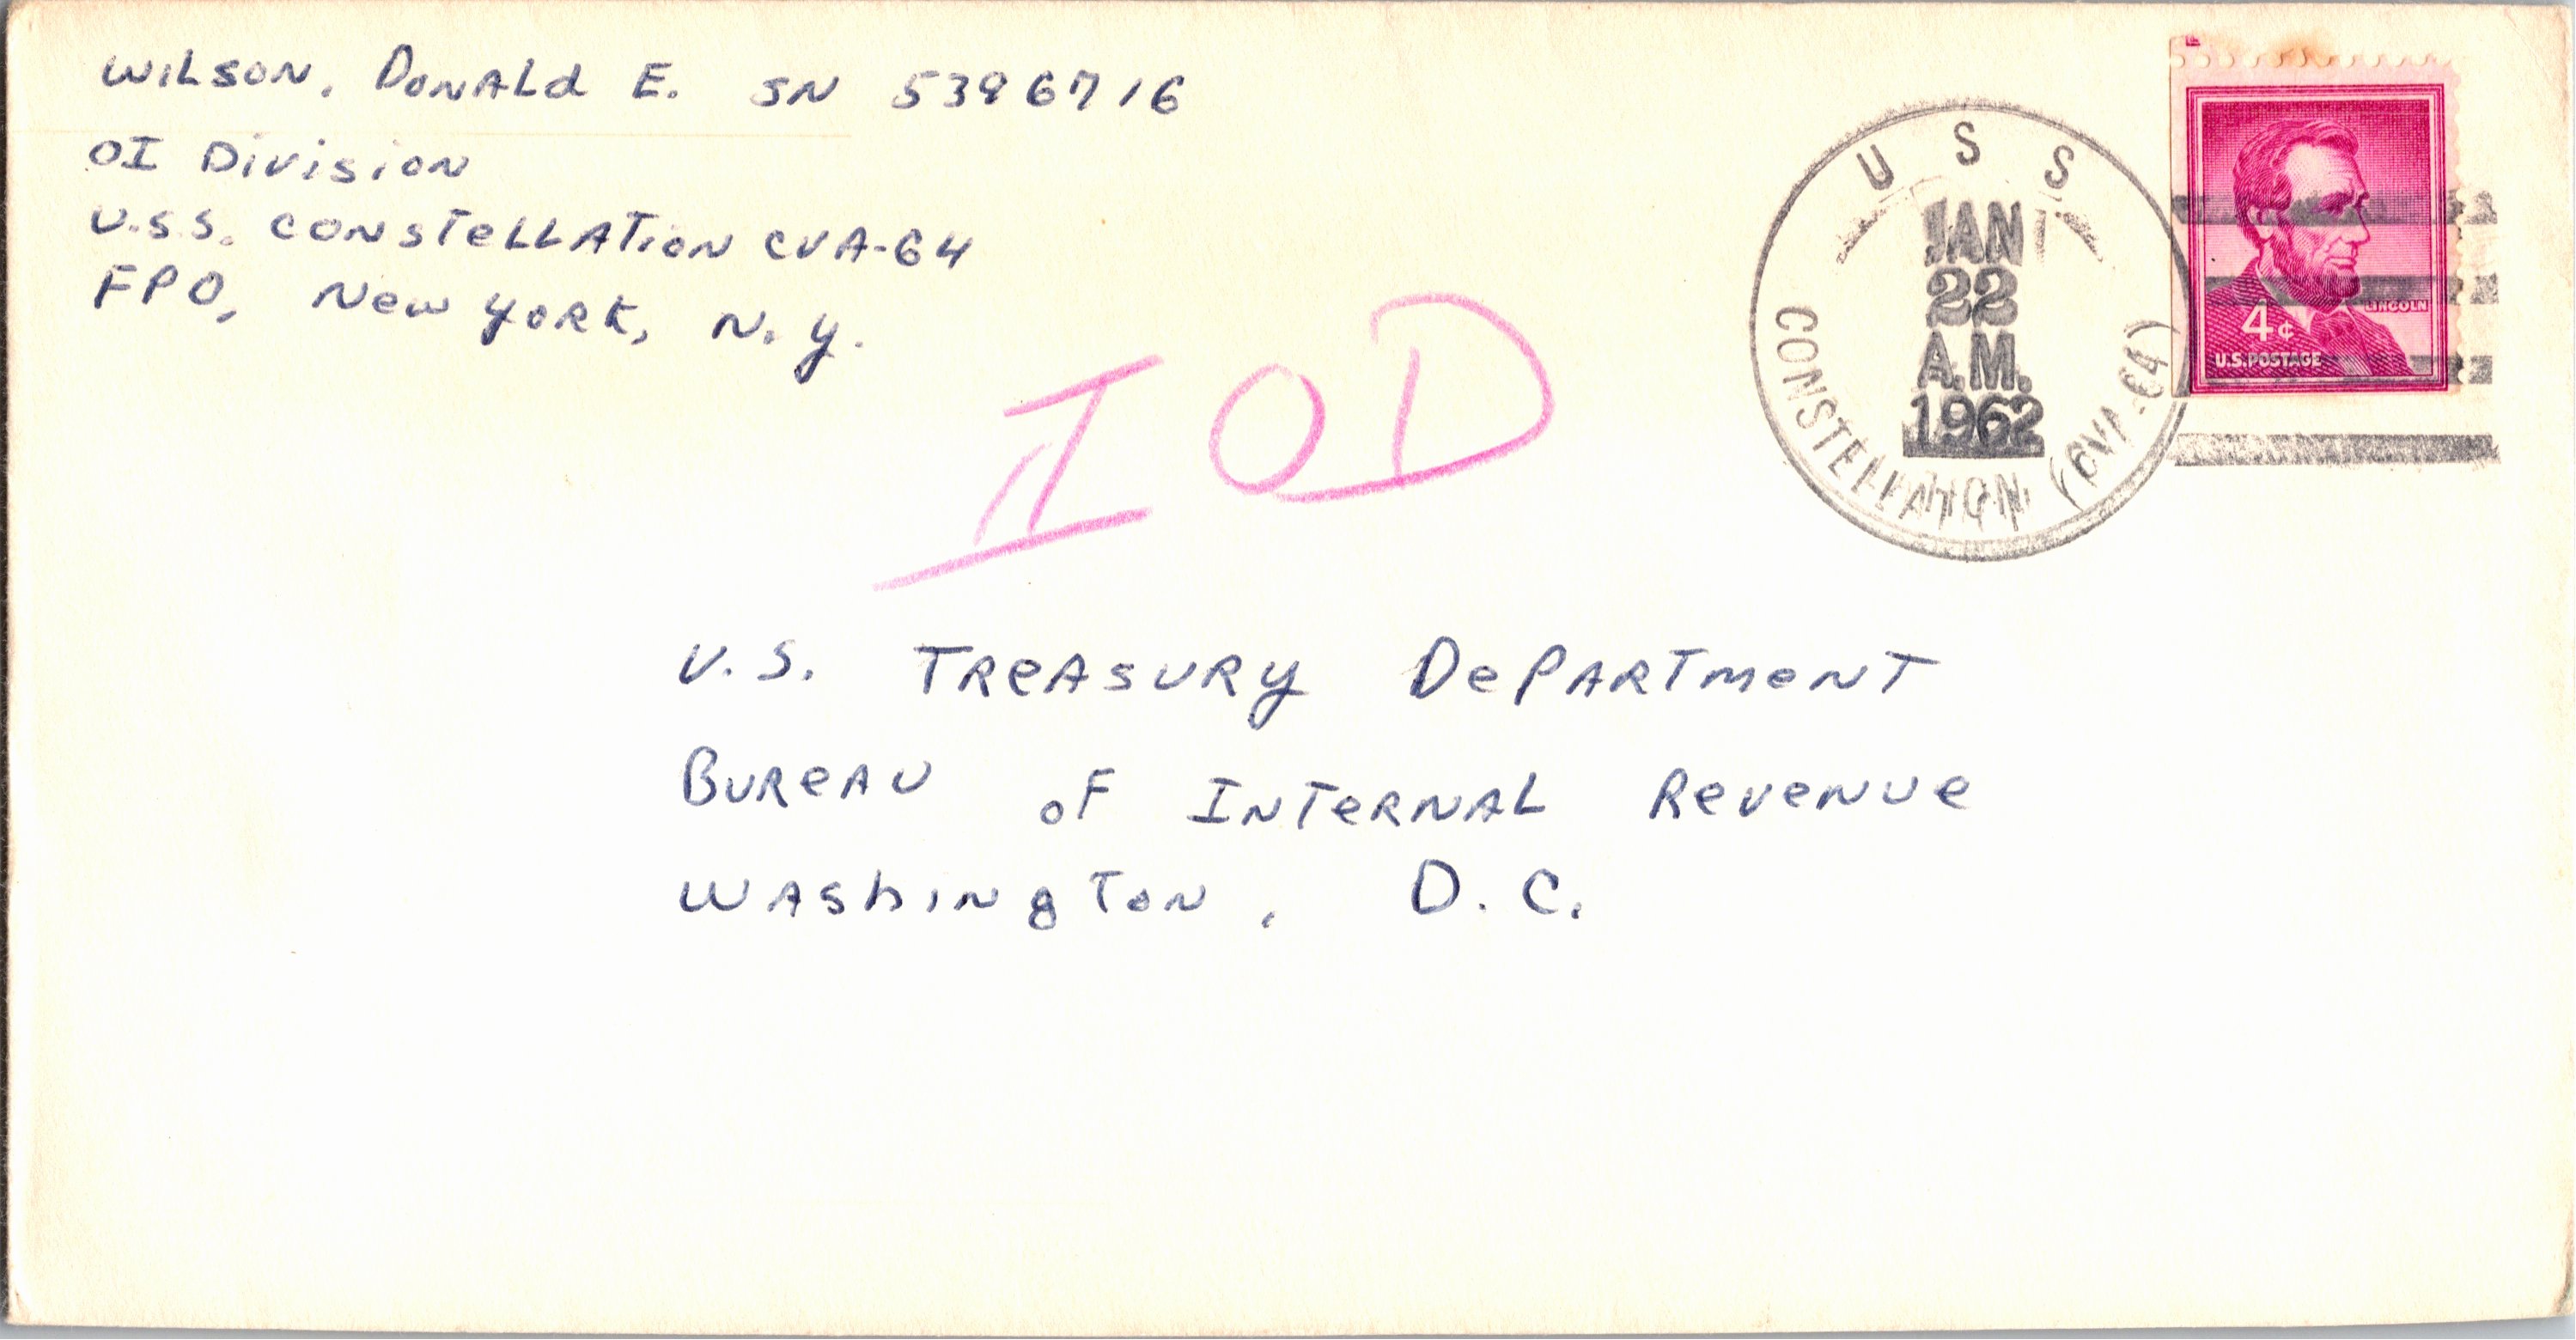 WILSON, DONALD E. SN 5396716
OI Division
U.S.S. CONSTELLATION CVA-64
FPO, New York, N.Y.
IOD
U S S
JAN
22
A.M.
1962
CONSTELLATION (CVA-64)
LINCOLN
4¢
U.S. POSTAGE
U.S. TREASURY DEPARTMENT
BUREAU OF INTERNAL REVENUE
WASHINGTON, D.C.